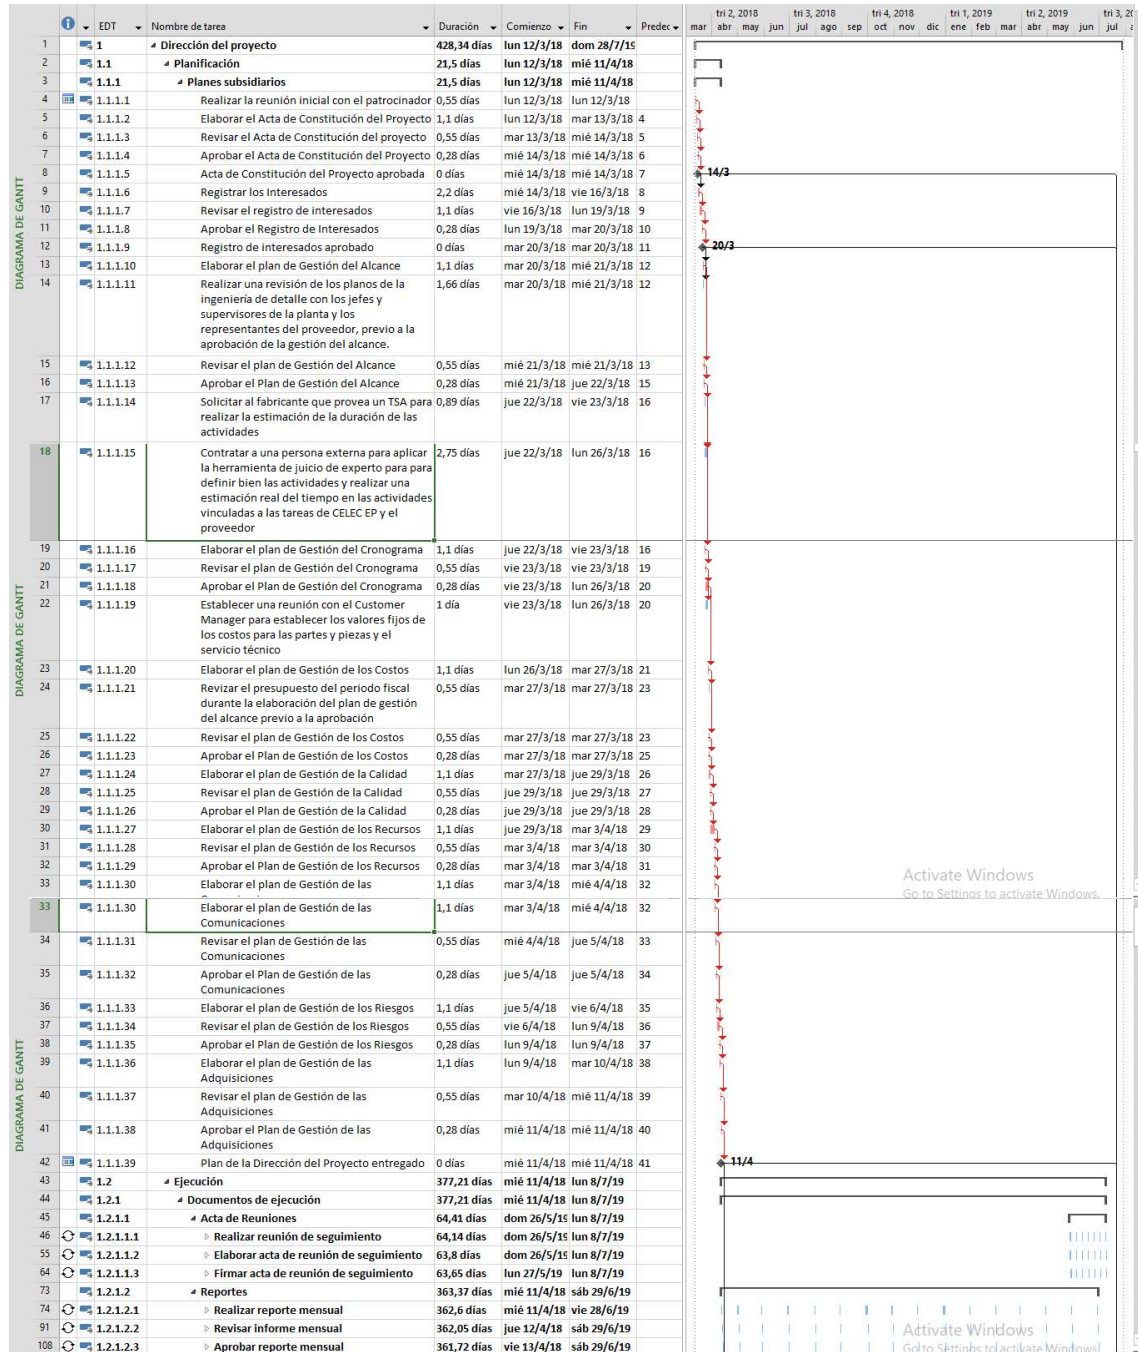 tri 2, 2018 tri 3, 2018 tri 4, 2018 tri 1, 2019 tri 2, 2019 tri 3, 20
EDT Nombre de tarea Duración Comienzo Fin Predec mar abr may jun jul ago sep oct nov dic ene feb mar abr may jun jul
1 1 Dirección del proyecto 428,34 días lun 12/3/18 dom 28/7/19
2 1.1 Planificación 21,5 días lun 12/3/18 mié 11/4/18
3 1.1.1 Planes subsidiarios 21,5 días lun 12/3/18 mié 11/4/18
4 1.1.1.1 Realizar la reunión inicial con el patrocinador 0,55 días lun 12/3/18 lun 12/3/18
5 1.1.1.2 Elaborar el Acta de Constitución del Proyecto 1,1 días lun 12/3/18 mar 13/3/18 4
6 1.1.1.3 Revisar el Acta de Constitución del proyecto 0,55 días mar 13/3/18 mié 14/3/18 5
7 1.1.1.4 Aprobar el Acta de Constitución del Proyecto 0,28 días mié 14/3/18 mié 14/3/18 6
8 1.1.1.5 Acta de Constitución del Proyecto aprobada 0 días mié 14/3/18 mié 14/3/18 7 14/3
9 1.1.1.6 Registrar los Interesados 2,2 días mié 14/3/18 vie 16/3/18 8
10 1.1.1.7 Revisar el registro de interesados 1,1 días vie 16/3/18 lun 19/3/18 9
11 1.1.1.8 Aprobar el Registro de Interesados 0,28 días lun 19/3/18 mar 20/3/18 10
12 1.1.1.9 Registro de interesados aprobado 0 días mar 20/3/18 mar 20/3/18 11 20/3
13 1.1.1.10 Elaborar el plan de Gestión del Alcance 1,1 días mar 20/3/18 mié 21/3/18 12
14 1.1.1.11 Realizar una revisión de los planos de la 1,66 días mar 20/3/18 mié 21/3/18 12
ingeniería de detalle con los jefes y
supervisores de la planta y los
representantes del proveedor, previo a la
aprobación de la gestión del alcance.
DIAGRAMA DE GANTT
15 1.1.1.12 Revisar el plan de Gestión del Alcance 0,55 días mié 21/3/18 mié 21/3/18 13
16 1.1.1.13 Aprobar el Plan de Gestión del Alcance 0,28 días mié 21/3/18 jue 22/3/18 15
17 1.1.1.14 Solicitar al fabricante que provea un TSA para 0,89 días jue 22/3/18 vie 23/3/18 16
realizar la estimación de la duración de las
actividades
18 1.1.1.15 Contratar a una persona externa para aplicar 2,75 días jue 22/3/18 lun 26/3/18 16
la herramienta de juicio de experto para para
definir bien las actividades y realizar una
estimación real del tiempo en las actividades
vinculadas a las tareas de CELEC EP y el
proveedor
19 1.1.1.16 Elaborar el plan de Gestión del Cronograma 1,1 días jue 22/3/18 vie 23/3/18 16
20 1.1.1.17 Revisar el plan de Gestión del Cronograma 0,55 días vie 23/3/18 vie 23/3/18 19
21 1.1.1.18 Aprobar el Plan de Gestión del Cronograma 0,28 días vie 23/3/18 lun 26/3/18 20
22 1.1.1.19 Establecer una reunión con el Customer 1 día vie 23/3/18 lun 26/3/18 20
Manager para establecer los valores fijos de
los costos para las partes y piezas y el
servicio técnico
DIAGRAMA DE GANTT
23 1.1.1.20 Elaborar el plan de Gestión de los Costos 1,1 días lun 26/3/18 mar 27/3/18 21
24 1.1.1.21 Revizar el presupuesto del periodo fiscal 0,55 días mar 27/3/18 mar 27/3/18 23
durante la elaboración del plan de gestión
del alcance previo a la aprobación
25 1.1.1.22 Revisar el plan de Gestión de los Costos 0,55 días mar 27/3/18 mar 27/3/18 23
26 1.1.1.23 Aprobar el Plan de Gestión de los Costos 0,28 días mar 27/3/18 mar 27/3/18 25
27 1.1.1.24 Elaborar el plan de Gestión de la Calidad 1,1 días mar 27/3/18 jue 29/3/18 26
28 1.1.1.25 Revisar el plan de Gestión de la Calidad 0,55 días jue 29/3/18 jue 29/3/18 27
29 1.1.1.26 Aprobar el Plan de Gestión de la Calidad 0,28 días jue 29/3/18 jue 29/3/18 28
30 1.1.1.27 Elaborar el plan de Gestión de los Recursos 1,1 días jue 29/3/18 mar 3/4/18 29
31 1.1.1.28 Revisar el plan de Gestión de los Recursos 0,55 días mar 3/4/18 mar 3/4/18 30
32 1.1.1.29 Aprobar el Plan de Gestión de los Recursos 0,28 días mar 3/4/18 mar 3/4/18 31
33 1.1.1.30 Elaborar el plan de Gestión de las 1,1 días mar 3/4/18 mié 4/4/18 32
Activate Windows
Go to Settings to activate Windows.
33 1.1.1.30 Elaborar el plan de Gestión de las 1,1 días mar 3/4/18 mié 4/4/18 32
Comunicaciones
34 1.1.1.31 Revisar el plan de Gestión de las 0,55 días mié 4/4/18 jue 5/4/18 33
Comunicaciones
35 1.1.1.32 Aprobar el Plan de Gestión de las 0,28 días jue 5/4/18 jue 5/4/18 34
Comunicaciones
36 1.1.1.33 Elaborar el plan de Gestión de los Riesgos 1,1 días jue 5/4/18 vie 6/4/18 35
37 1.1.1.34 Revisar el plan de Gestión de los Riesgos 0,55 días vie 6/4/18 lun 9/4/18 36
38 1.1.1.35 Aprobar el Plan de Gestión de los Riesgos 0,28 días lun 9/4/18 lun 9/4/18 37
39 1.1.1.36 Elaborar el plan de Gestión de las 1,1 días lun 9/4/18 mar 10/4/18 38
Adquisiciones
40 1.1.1.37 Revisar el plan de Gestión de las 0,55 días mar 10/4/18 mié 11/4/18 39
Adquisiciones
41 1.1.1.38 Aprobar el Plan de Gestión de las 0,28 días mié 11/4/18 mié 11/4/18 40
Adquisiciones
DIAGRAMA DE GANTT
42 1.1.1.39 Plan de la Dirección del Proyecto entregado 0 días mié 11/4/18 mié 11/4/18 41 11/4
43 1.2 Ejecución 377,21 días mié 11/4/18 lun 8/7/19
44 1.2.1 Documentos de ejecución 377,21 días mié 11/4/18 lun 8/7/19
45 1.2.1.1 Acta de Reuniones 64,41 días dom 26/5/19 lun 8/7/19
46 1.2.1.1.1 Realizar reunión de seguimiento 64,14 días dom 26/5/19 lun 8/7/19
55 1.2.1.1.2 Elaborar acta de reunión de seguimiento 63,8 días dom 26/5/19 lun 8/7/19
64 1.2.1.1.3 Firmar acta de reunión de seguimiento 63,65 días lun 27/5/19 lun 8/7/19
73 1.2.1.2 Reportes 363,37 días mié 11/4/18 sáb 29/6/19
74 1.2.1.2.1 Realizar reporte mensual 362,6 días mié 11/4/18 vie 28/6/19
91 1.2.1.2.2 Revisar informe mensual 362,05 días jue 12/4/18 sáb 29/6/19
108 1.2.1.2.3 Aprobar reporte mensual 361,72 días vie 13/4/18 sáb 29/6/19
Activate Windows
Go to Settings to activate Windows